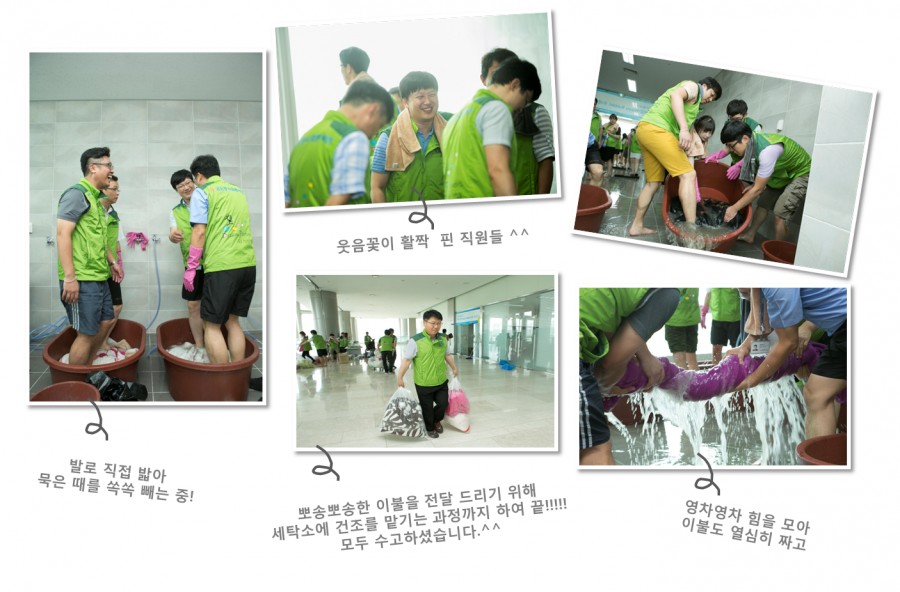 웃음꽃이 활짝 핀 직원들 ^^
발로 직접 밟아
묵은 때를 쏙쏙 빼는 중!
뽀송뽀송한 이불을 전달 드리기 위해
세탁소에 건조를 맡기는 과정까지 하여 끝!!!!!
모두 수고하셨습니다.^^
영차영차 힘을 모아
이불도 열심히 짜고